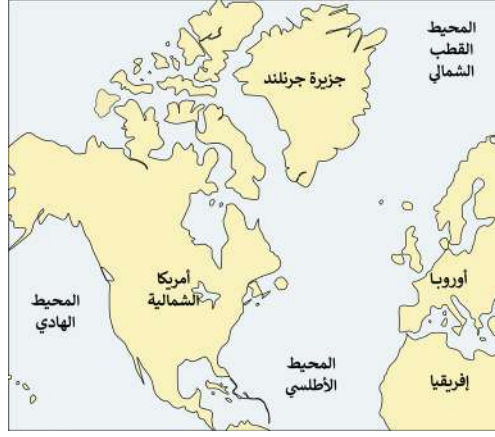 المحيط
القطب
الشمالي
جزيرة جرنلند
أمريكا
الشمالية
المحيط
الهادي
أوروبا
المحيط
الأطلسي
إفريقيا